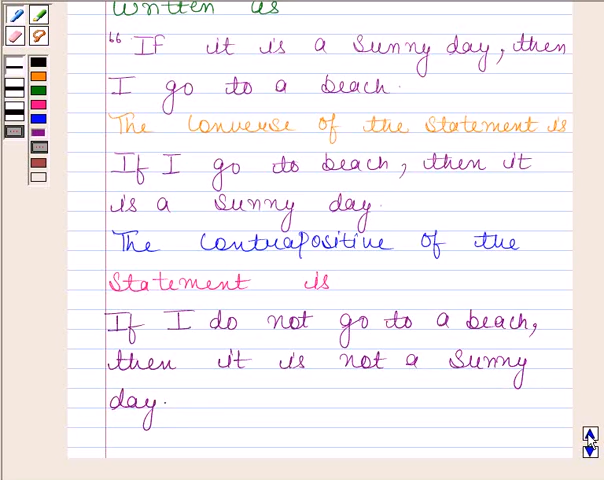 Written as
"If it is a sunny day, then
I go to a beach.
The converse of the statement is
If I go to beach, then it
is a sunny day.
The contrapositive of the
statement is
If I do not go to a beach,
then it is not a sunny
day.